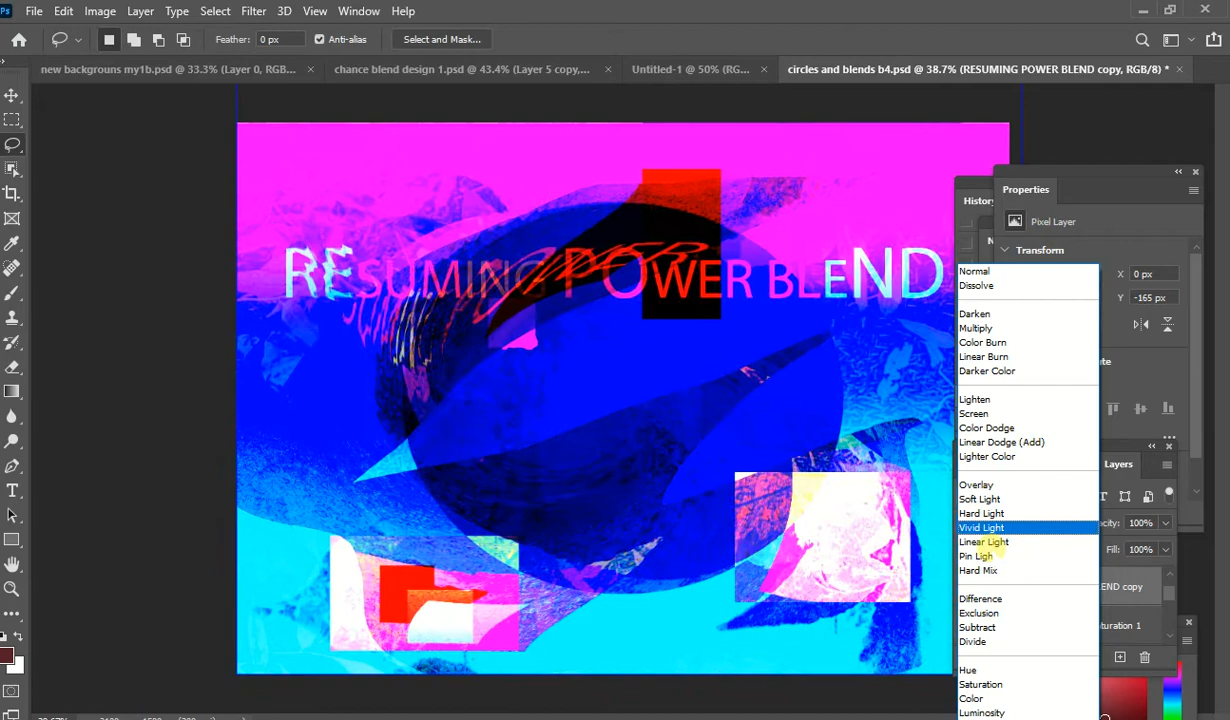 Ps File Edit Image Layer Type Select Filter 3D View Window Help
Feather: 0 px Anti-alias Select and Mask...
new backgrouns my1b.psd @ 33.3% (Layer 0, RGB... × chance blend design 1.psd @ 43.4% (Layer 5 copy,... × Untitled-1 @ 50% (RG... × circles and blends b4.psd @ 38.7% (RESUMING POWER BLEND copy, RGB/8) * ×
RESUMING POWER BLEND
Properties
Histor
Pixel Layer
Transform
X 0 px
Y -165 px
Normal
Dissolve
Darken
Multiply
Color Burn
Linear Burn
Darker Color
Lighten
Screen
Color Dodge
Linear Dodge (Add)
Lighter Color
Overlay
Soft Light
Hard Light
Vivid Light
Linear Light
Pin Ligh
Hard Mix
Difference
Exclusion
Subtract
Divide
Hue
Saturation
Color
Luminosity
Layers
pacity: 100%
Fill: 100%
END copy
turation 1